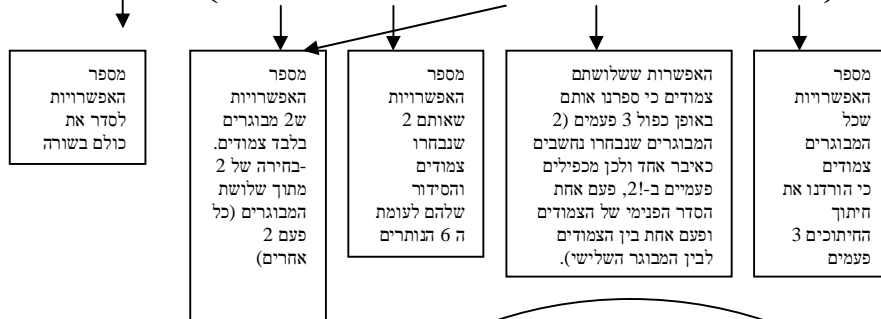 מספר
האפשרויות
לסדר את
כולם בשורה
מספר
האפשרויות
ש2 מבוגרים
בלבד צמודים.
-בחירה של 2
מתוך שלושת
המבוגרים (כל
פעם 2
אחרים)
מספר
האפשרויות
שאותם 2
שנבחרו
צמודים
והסידור
שלהם לעומת
ה 6 הנותרים
האפשרות ששלושתם
צמודים כי ספרנו אותם
באופן כפול 3 פעמים (2
המבוגרים שנבחרו נחשבים
כאיבר אחד ולכן מכפילים
פעמיים ב-!2, פעם אחת
הסדר הפנימי של הצמודים
ופעם אחת בין הצמודים
לבין המבוגר השלישי).
מספר
האפשרויות
שכל
המבוגרים
צמודים
כי הורדנו את
חיתוך
החיתוכים 3
פעמים